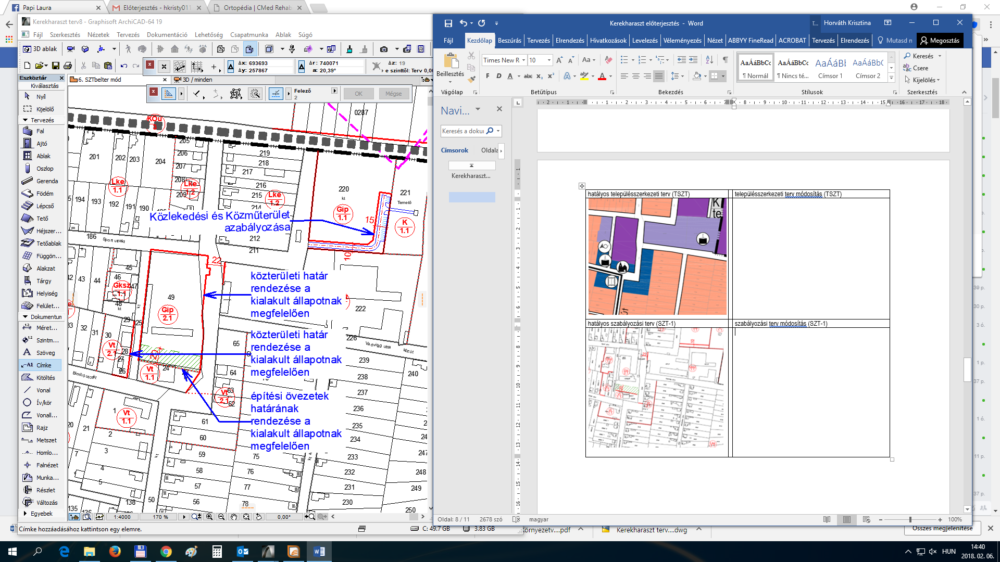 Papi Laura
Előterjesztés - hkristy011
Ortopédia | CMed Rehab
Kerekharaszt terv8 - Graphisoft ArchiCAD-64 19
Fájl Szerkesztés Nézetek Tervezés Dokumentáció Lehetőség Csapatmunka Ablak Súgó
3D ablak
Δx: 693693
Δy: 257867
Δr: 740071
a: 20,39°
Δz: 19
e szinttől: Terv 0,00
Eszköztár
Kiválasztás
6. SZTbelter mód
3D / minden
Felező
2
OK
Mégse
Nyíl
Kijelölő
Tervezés
Fal
Ajtó
Ablak
Oszlop
Gerenda
Födém
Lépcső
Tető
Héjszer...
Tetőablak
Függön...
Alakzat
Tárgy
Helyiség
Felület...
Dokumentun
Méret...
Szintm...
Szöveg
Címke
Kitöltés
Vonal
Ív/kör
Vonall...
Rajz
Metszet
Homlo...
Falnézet
Munka...
Részlet
Változás
Egyebek
0287
KÖu
201
202
203
204
205
206
207
208
209
219
218
217
216
215
214
212
211
220
kt
221
Temető
Lke
1.1
Lke
1.2
Lke
1.2
Gip
1.1
K
1.1
194
193
192
191
190
15
10
22
Közlekedési és Közműterület
azabályozása
186
Sport utca kt
43
44
45
46
47
48
kt
Gksz
1.1
49
Gip
2.1
közterületi határ
rendezése a
kialakult állapotnak
megfelelően
222
32
31
30
29
25
28
27
26
24
Vt
2.1
Vt
1.1
65
64
63
62
226
közterületi határ
rendezése a
kialakult állapotnak
megfelelően
239
238
240
237
236
235
234
233
232
231
230
247
248
249
250
építési övezetek
határának
rendezése a
kialakult állapotnak
megfelelően
Vt
2.1
Vt
1.1
1
2
3
4
5
7
20
21
61
60
59
58
57
56
75
76
77
78
50
135
136
138
1:4000
170 %
0,00°
Címke hozzáadásához kattintson egy elemre.
C: 49.7 GB
3.83 GB
Kerekharaszt előterjesztés - Word
T...
Horváth Krisztina
Fájl Kezdőlap Beszúrás Tervezés Elrendezés Hivatkozások Levelezés Véleményezés Nézet ABBYY FineRead ACROBAT Tervezés Elrendezés Mutasd n Megosztás
Beillesztés
Times New R
10
Vágólap
Betűtípus
Bekezdés
Stílusok
Szerkesztés
AaÁáBbCc
¶ Normál
AaÁáBbCc
¶ Nincs té...
AaÁáBl
Címsor 1
AaÁáBbC
Címsor 2
Keresés
Csere
Kijelölés
Navi...
Keresés a doku
Címsorok
Oldala
Kerekharaszt...
hatályos településszerkezeti terv (TSZT)
településszerkezeti terv módosítás (TSZT)
hatályos szabályozási terv (SZT-1)
szabályozási terv módosítás (SZT-1)
Oldal: 8 / 11
2678 szó
magyar
100%
39 p.
30 p.
3 ó.
1 p.
37 p.
1 ó.
11 p.
37 p.
környezetv....pdf
Kerekharaszt terv....dwg
Összes megjelenítése
HUN
14:40
2018. 02. 06.